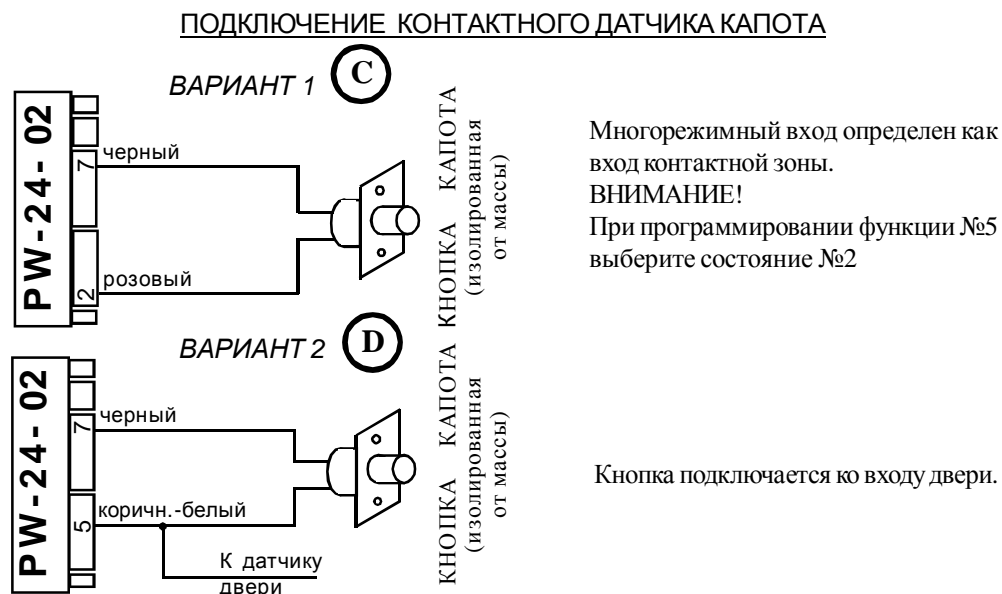 ПОДКЛЮЧЕНИЕ КОНТАКТНОГО ДАТЧИКА КАПОТА
ВАРИАНТ 1
C
PW-24-02
7
черный
2
розовый
КНОПКА КАПОТА
(изолированная
от массы)
Многорежимный вход определен как
вход контактной зоны.
ВНИМАНИЕ!
При программировании функции №5
выберите состояние №2
ВАРИАНТ 2
D
PW-24-02
7
черный
5
коричн.-белый
К датчику
двери
КНОПКА КАПОТА
(изолированная
от массы)
Кнопка подключается ко входу двери.